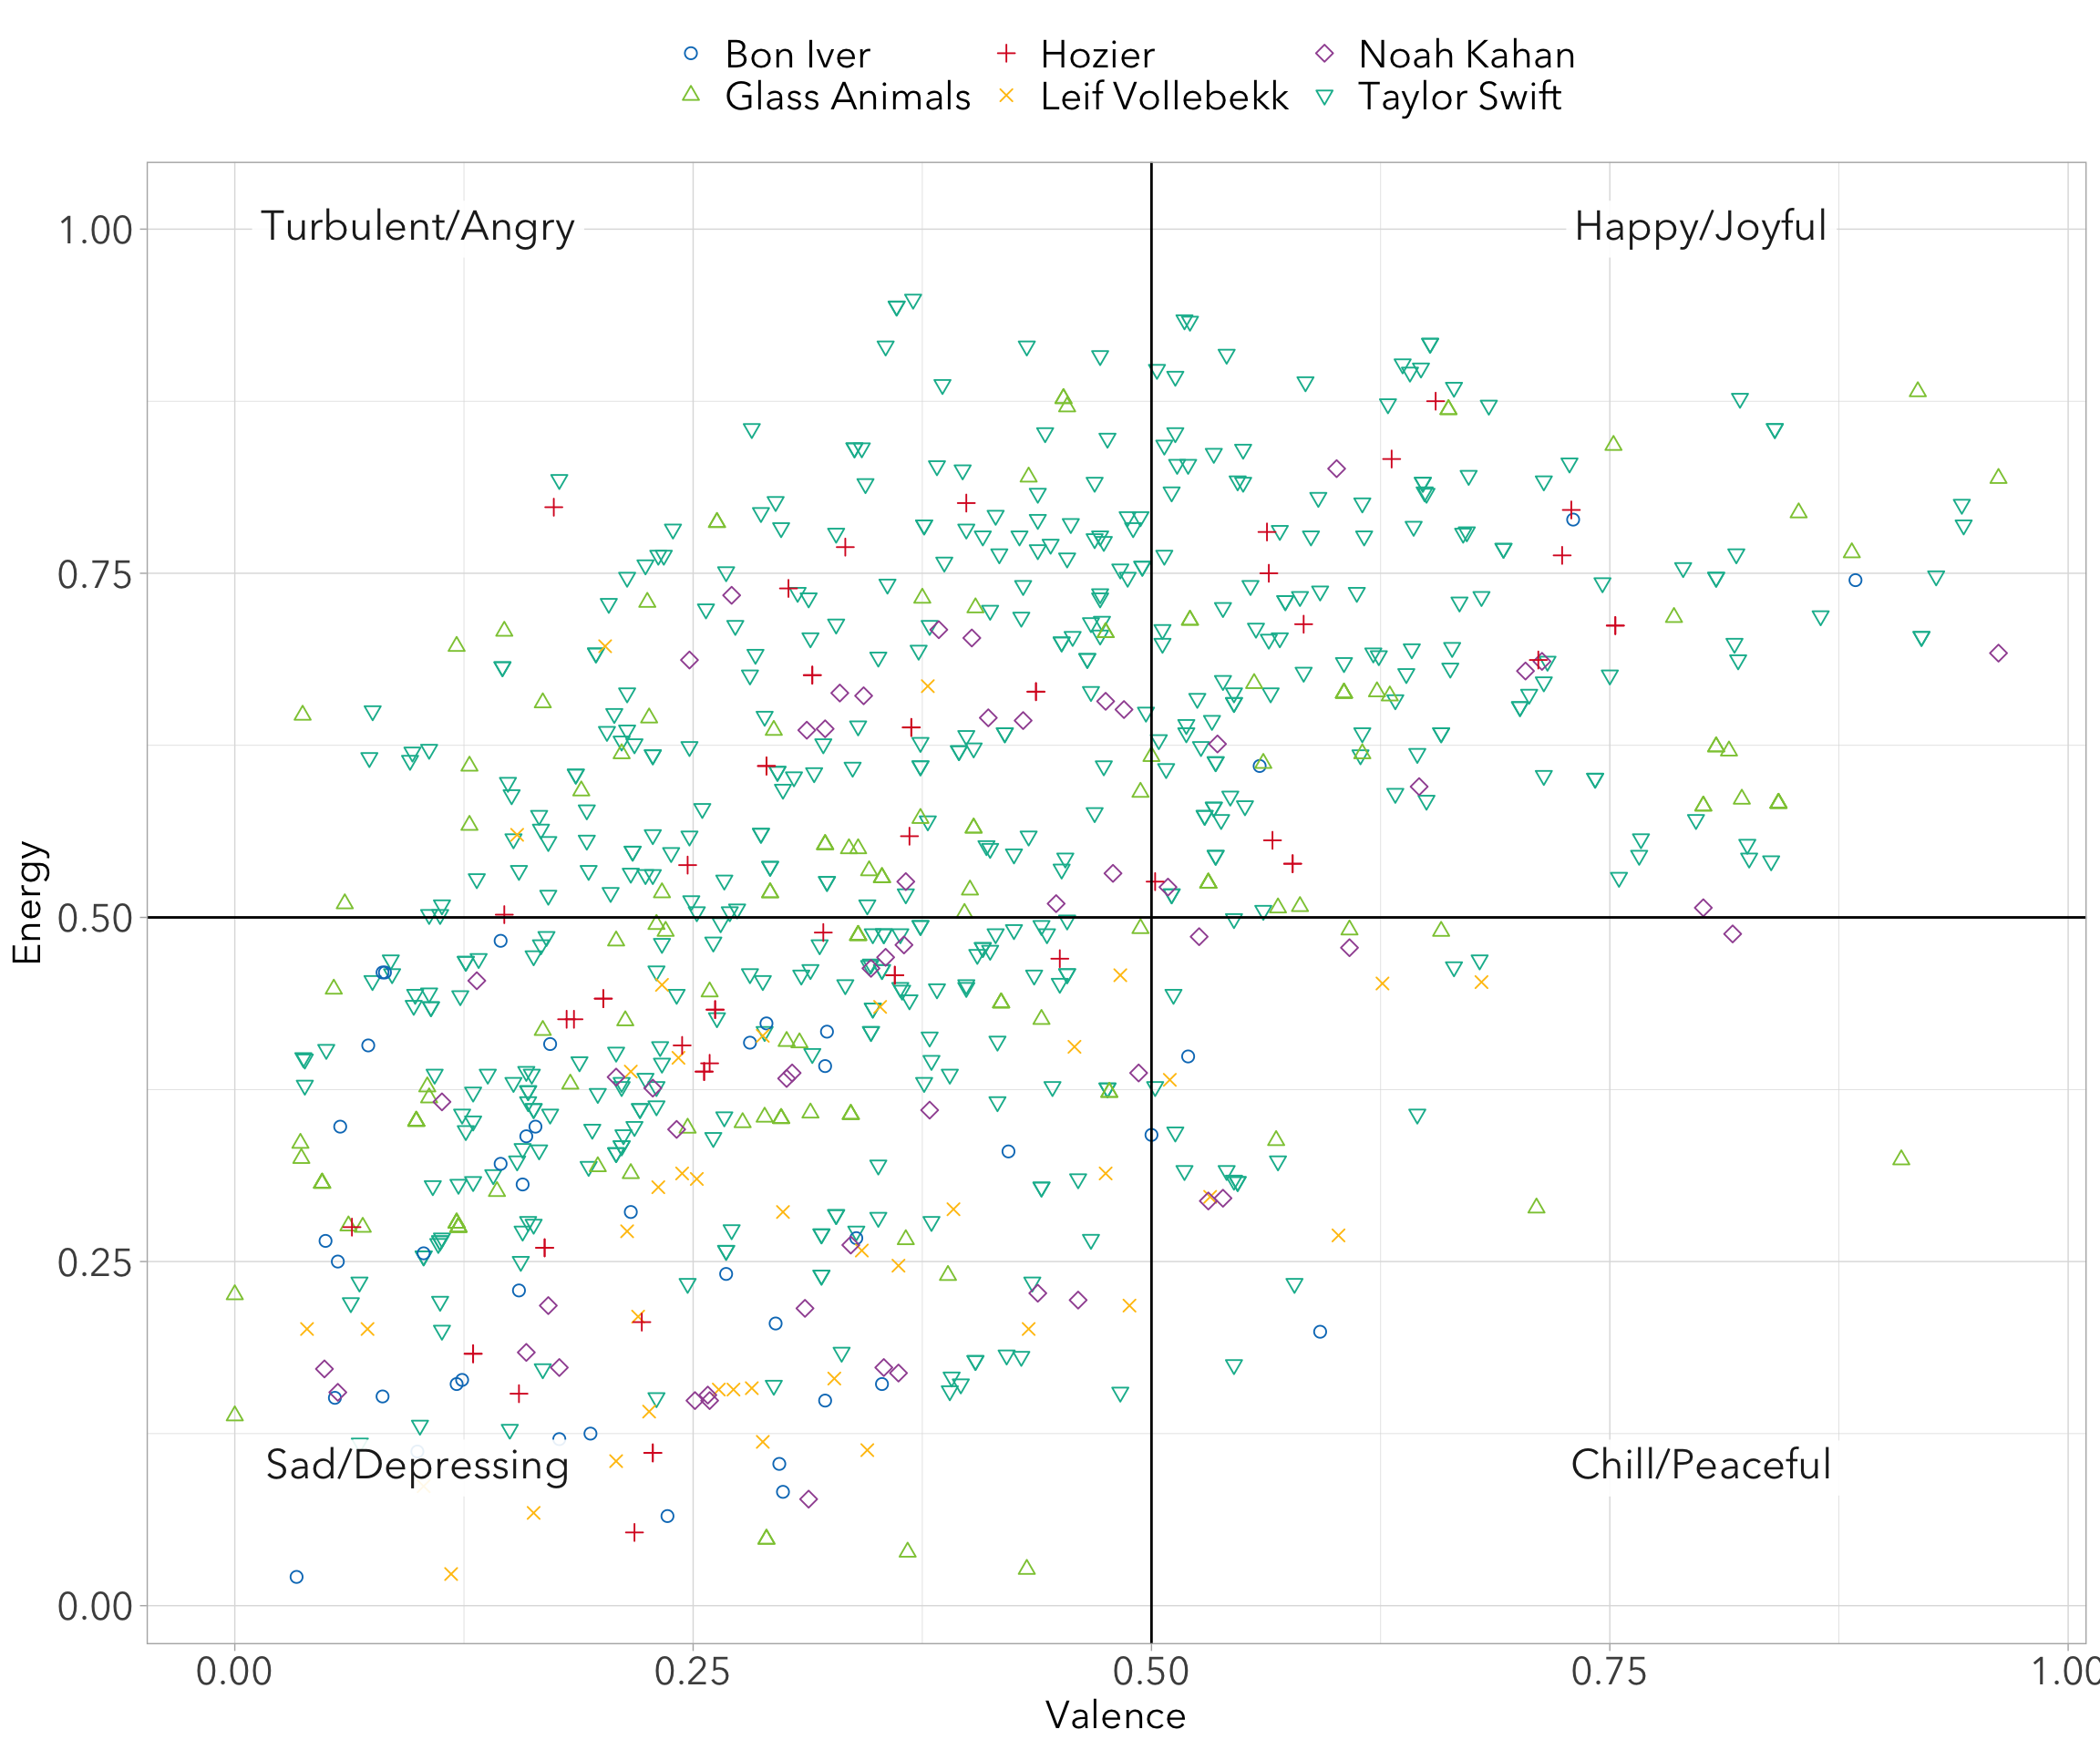 Bon Iver Hozier Noah Kahan
Glass Animals Leif Vollebekk Taylor Swift
Turbulent/Angry Happy/Joyful
1.00
0.75
0.50
0.25
0.00
Energy
Sad/Depressing Chill/Peaceful
0.00 0.25 0.50 0.75 1.00
Valence